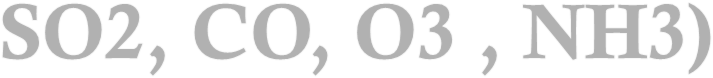 SO2, CO, O3 , NH3)